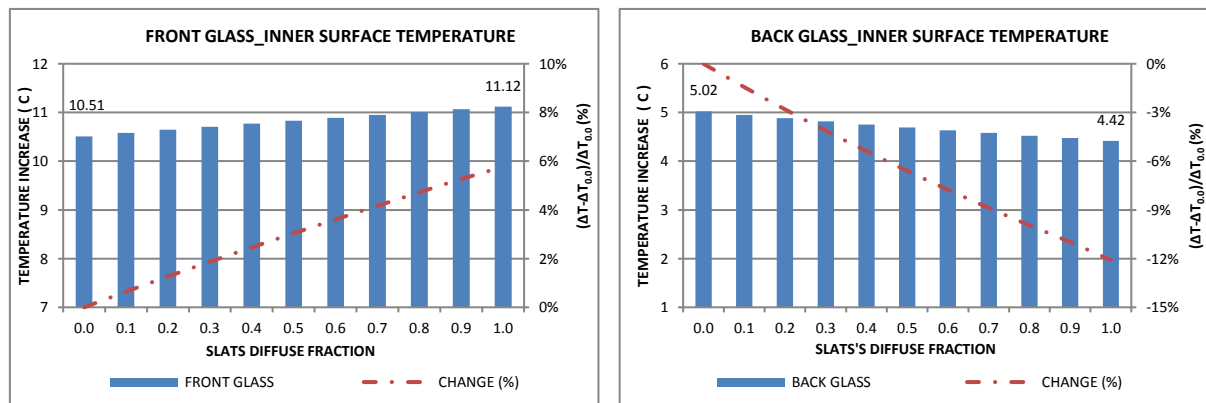 FRONT GLASS_INNER SURFACE TEMPERATURE
12
11
10
9
8
7
TEMPERATURE INCREASE ( C )
10.51
11.12
10%
8%
6%
4%
2%
0%
(ΔT-ΔT0.0)/ΔT0.0 (%)
0.0 0.1 0.2 0.3 0.4 0.5 0.6 0.7 0.8 0.9 1.0
SLATS DIFFUSE FRACTION
FRONT GLASS CHANGE (%)
BACK GLASS_INNER SURFACE TEMPERATURE
6
5
4
3
2
1
TEMPERATURE INCREASE ( C )
5.02
4.42
0%
-3%
-6%
-9%
-12%
-15%
(ΔT-ΔT0.0)/ΔT0.0 (%)
0.0 0.1 0.2 0.3 0.4 0.5 0.6 0.7 0.8 0.9 1.0
SLATS'S DIFFUSE FRACTION
BACK GLASS CHANGE (%)